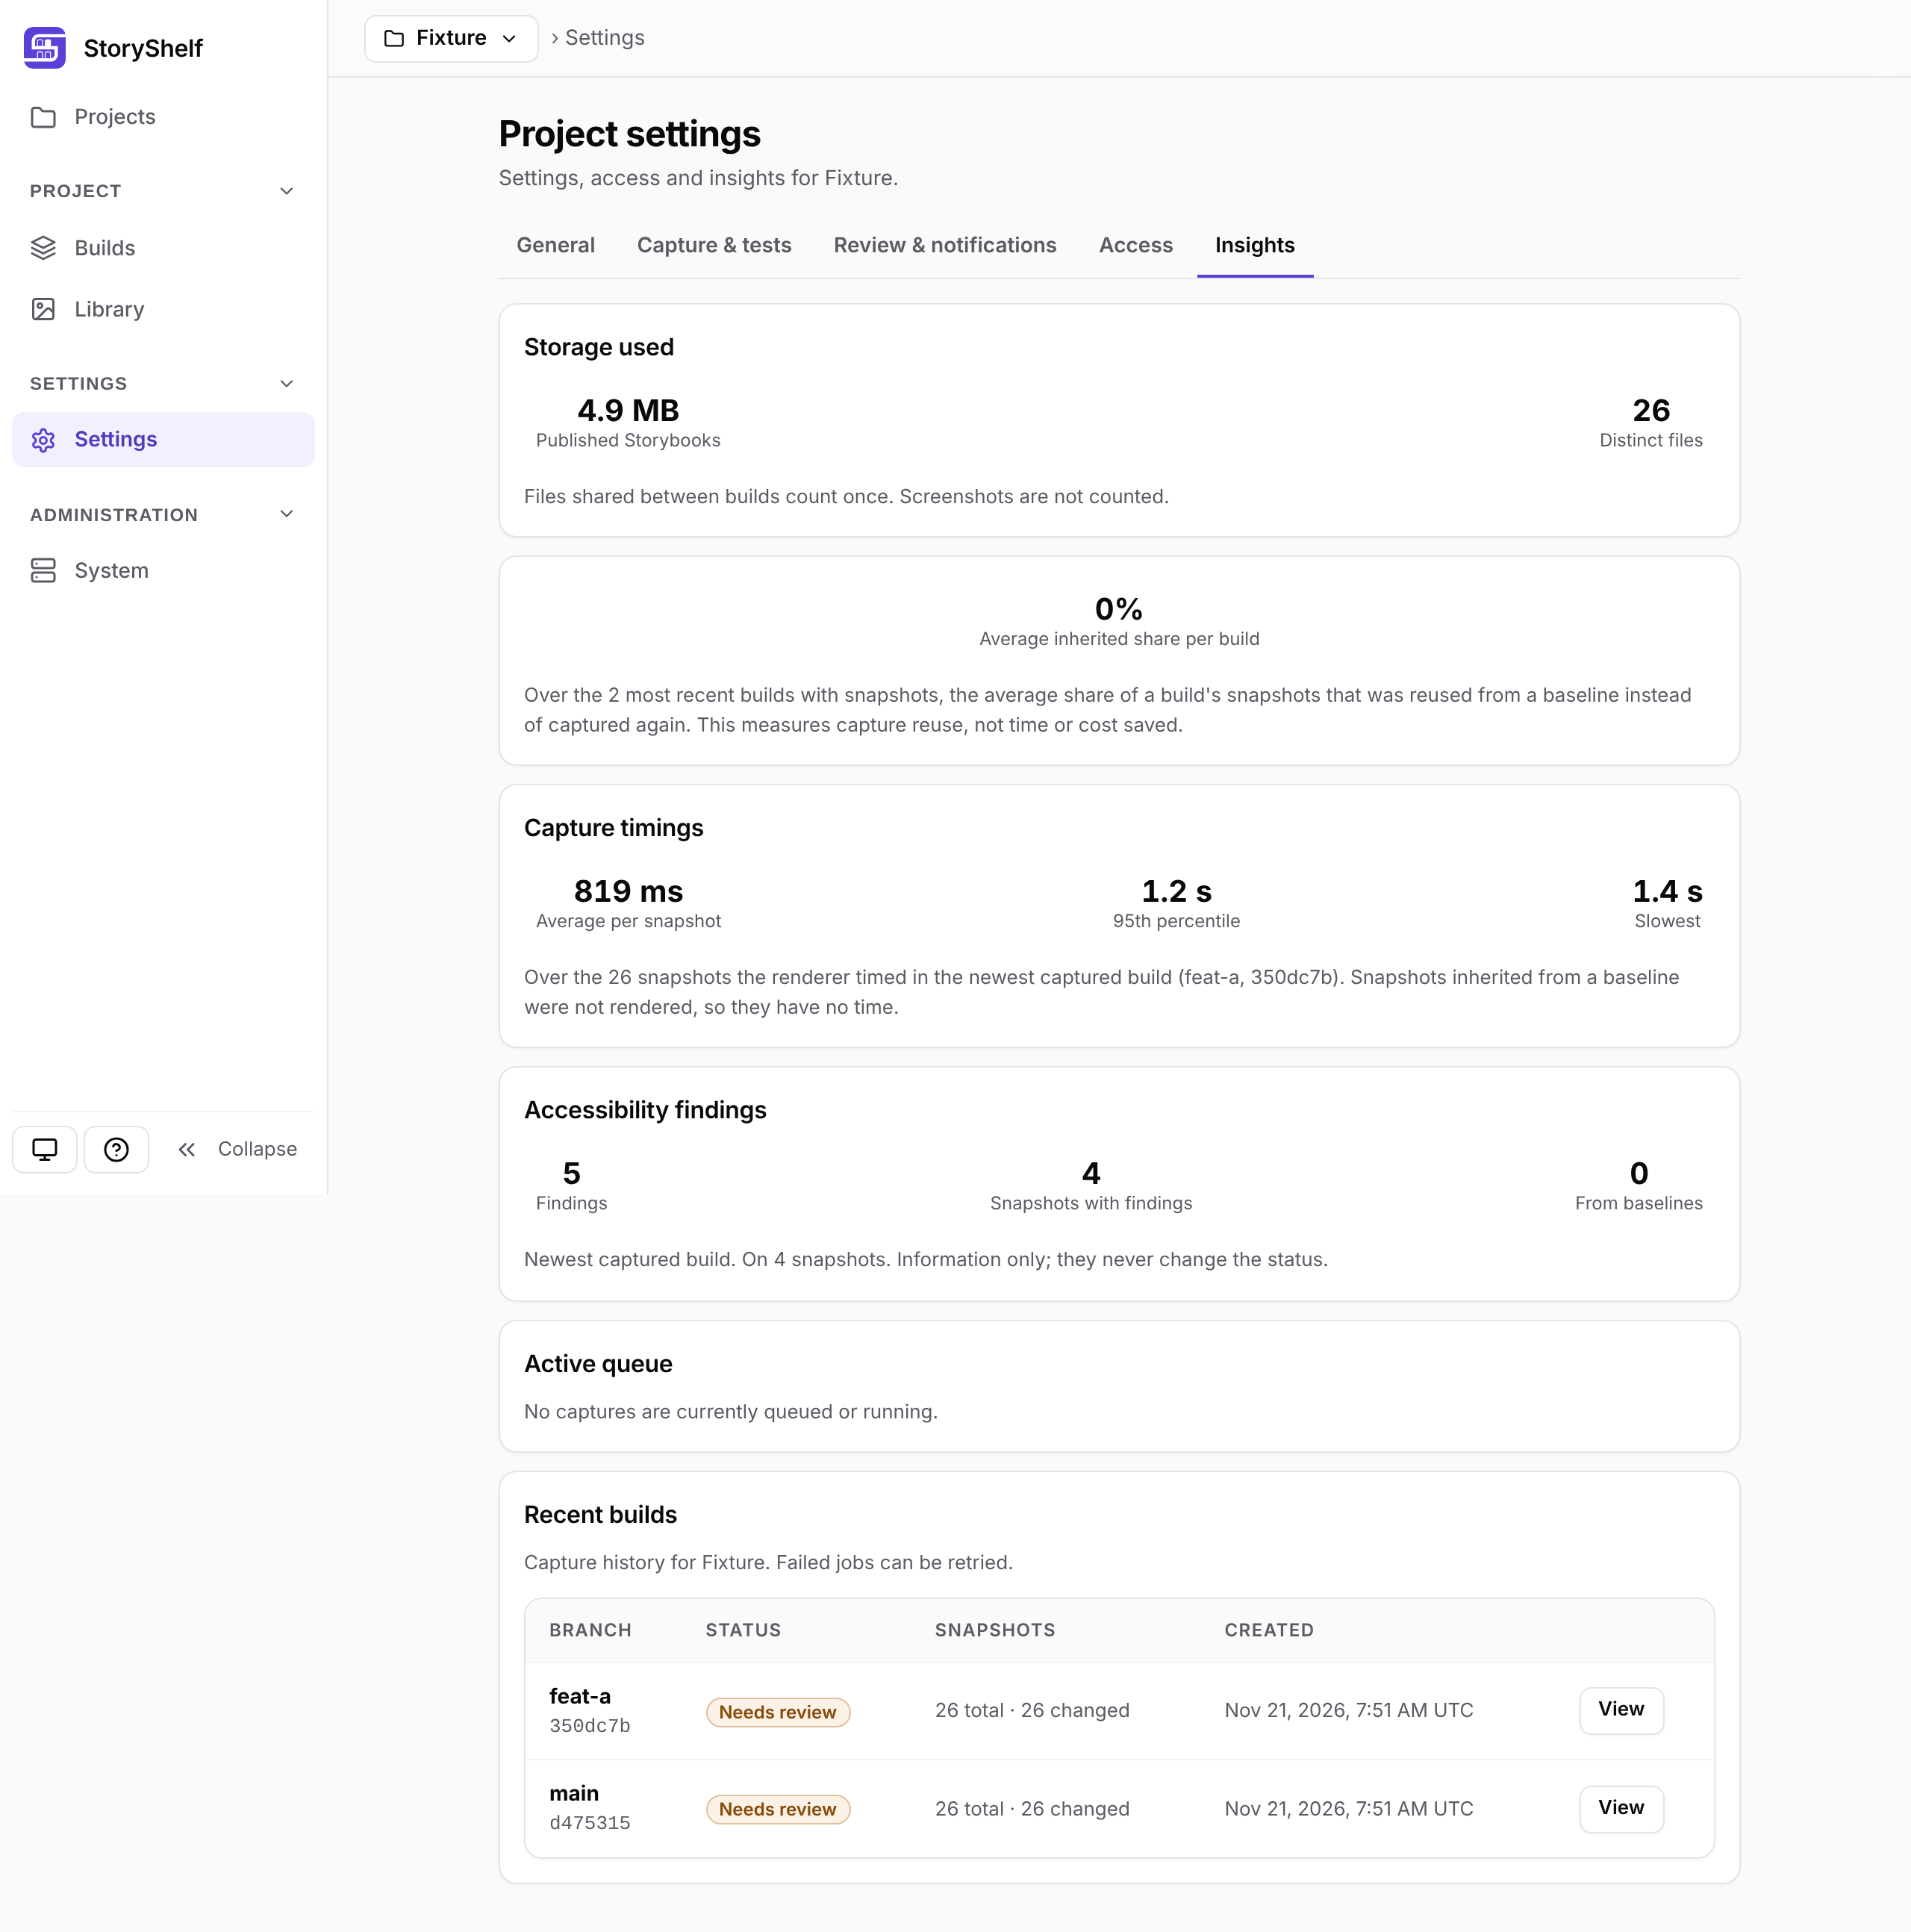 StoryShelf
Projects
PROJECT
Builds
Library
SETTINGS
Settings
ADMINISTRATION
System
Collapse
Fixture
› Settings
Project settings
Settings, access and insights for Fixture.
General Capture & tests Review & notifications Access Insights
Storage used
4.9 MB 26
Published Storybooks Distinct files
Files shared between builds count once. Screenshots are not counted.
0%
Average inherited share per build
Over the 2 most recent builds with snapshots, the average share of a build's snapshots that was reused from a baseline instead
of captured again. This measures capture reuse, not time or cost saved.
Capture timings
819 ms 1.2 s 1.4 s
Average per snapshot 95th percentile Slowest
Over the 26 snapshots the renderer timed in the newest captured build (feat-a, 350dc7b). Snapshots inherited from a baseline
were not rendered, so they have no time.
Accessibility findings
5 4 0
Findings Snapshots with findings From baselines
Newest captured build. On 4 snapshots. Information only; they never change the status.
Active queue
No captures are currently queued or running.
Recent builds
Capture history for Fixture. Failed jobs can be retried.
BRANCH STATUS SNAPSHOTS CREATED
feat-a
350dc7b
Needs review 26 total · 26 changed Nov 21, 2026, 7:51 AM UTC View
main
d475315
Needs review 26 total · 26 changed Nov 21, 2026, 7:51 AM UTC View